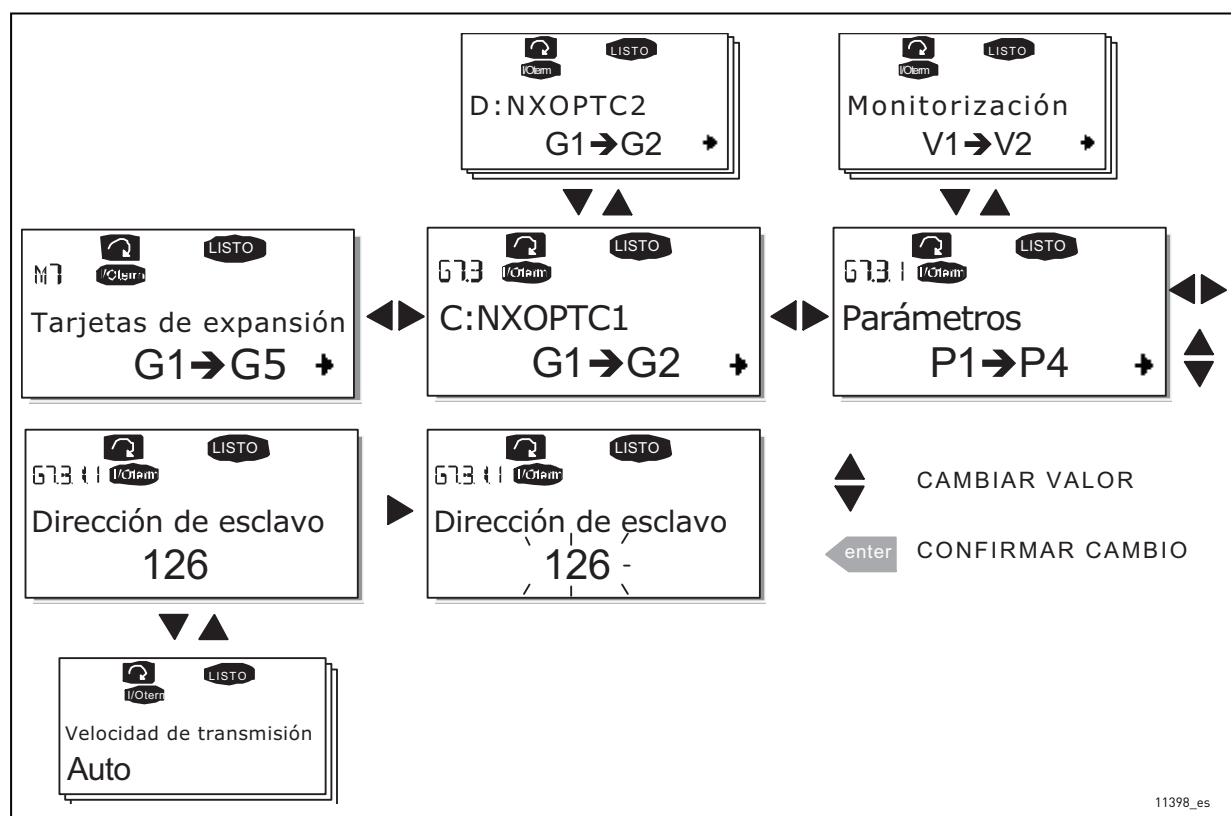 LISTO
I/Oterm
D:NXOPTC2
G1➔G2
LISTO
I/Oterm
Monitorización
V1➔V2
LISTO
M7 I/Oterm
Tarjetas de expansión
G1➔G5
LISTO
G7.3 I/Oterm
C:NXOPTC1
G1➔G2
LISTO
G7.3.1 I/Oterm
Parámetros
P1➔P4
LISTO
G7.3.1.1 I/Oterm
Dirección de esclavo
126
LISTO
G7.3.1.1 I/Oterm
Dirección de esclavo
126
CAMBIAR VALOR
enter CONFIRMAR CAMBIO
LISTO
I/Oterm
Velocidad de transmisión
Auto
11398_es